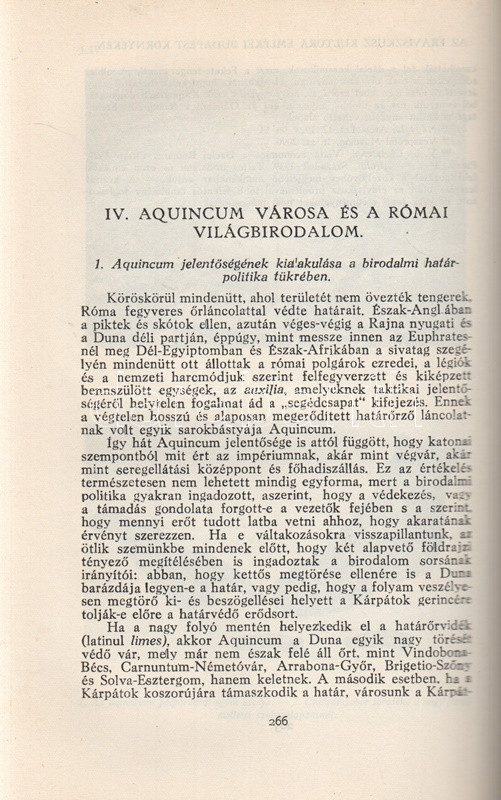 IV. AQUINCUM VÁROSA ÉS A RÓMAI
VILÁGBIRODALOM.
1. Aquincum jelentőségének kialakulása a birodalmi határ-
politika tükrében.
Köröskörül mindenütt, ahol területét nem övezték tengerek,
Róma fegyveres őrláncolattal védte határait. Észak-Angliában
a piktek és skótok ellen, azután véges-végig a Rajna nyugati és
a Duna déli partján, éppúgy, mint messze innen az Euphrates-
nél meg Dél-Egyiptomban és Észak-Afrikában a sivatag szegé-
lyén mindenütt ott állottak a római polgárok ezredei, a légiók
és a nemzeti harcmódjuk szerint felfegyverzett és kiképzett
bennszülött egységek, az auxilia, amelyeknek taktikai jelentő-
ségéről helytelen fogalmat ád a „segédcsapat" kifejezés. Ennek
a végtelen hosszú és alaposan megerődített határőrző láncolat-
nak volt egyik sarokbástyája Aquincum.
Így hát Aquincum jelentősége is attól függött, hogy katonai
szempontból mit ért az impériumnak, akár mint végvár, akár
mint seregellátási középpont és főhadiszállás. Ez az értékelés
természetesen nem lehetett mindig egyforma, mert a birodalmi
politika gyakran ingadozott, aszerint, hogy a védekezés, vagy
a támadás gondolata forgott-e a vezetők fejében s a szerint,
hogy mennyi erőt tudott latba vetni ahhoz, hogy akaratának
érvényt szerezzen. Ha e váltakozásokra visszapillantunk, az
ötlik szemünkbe mindenek előtt, hogy két alapvető földrajzi
tényező megítélésében is ingadoztak a birodalom sorsának
irányítói: abban, hogy kettős megtörése ellenére is a Duna
barázdája legyen-e a határ, vagy pedig, hogy a folyam veszélye-
sen megtörő ki- és beszögellései helyett a Kárpátok gerincére
tolják-e előre a határvédő erődsort.
Ha a nagy folyó mentén helyezkedik el a határőrvidék
(latinul limes), akkor Aquincum a Duna egyik nagy törését
védő vár, mely már nem észak felé áll őrt, mint Vindobona-
Bécs, Carnuntum-Németóvár, Arrabona-Győr, Brigetio-Szőny
és Solva-Esztergom, hanem keletnek. A második esetben, ha a
Kárpátok koszorújára támaszkodik a határ, városunk a Kárpát-
266